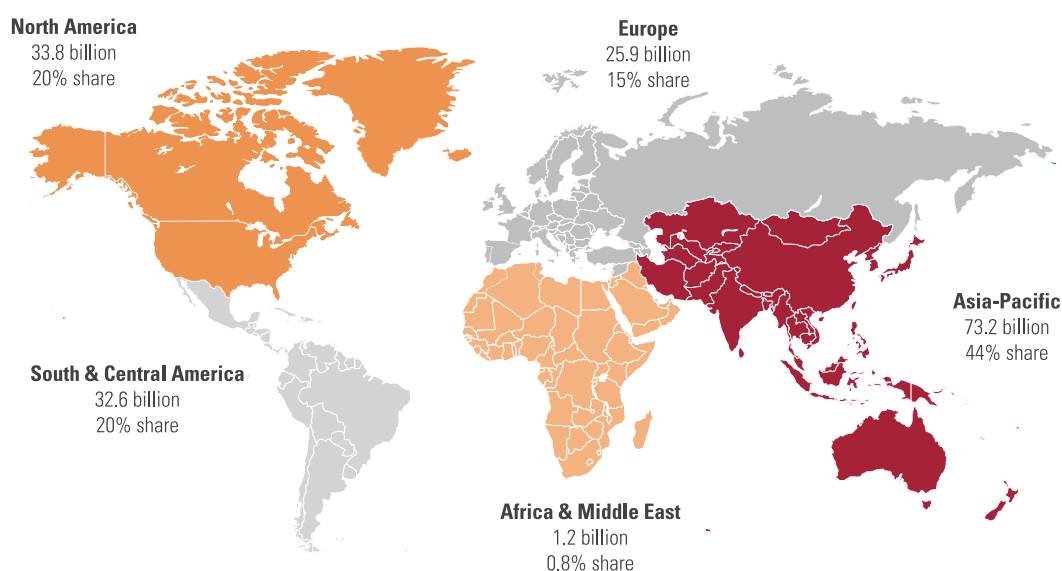 North America
33.8 billion
20% share
Europe
25.9 billion
15% share
Asia-Pacific
73.2 billion
44% share
South & Central America
32.6 billion
20% share
Africa & Middle East
1.2 billion
0.8% share